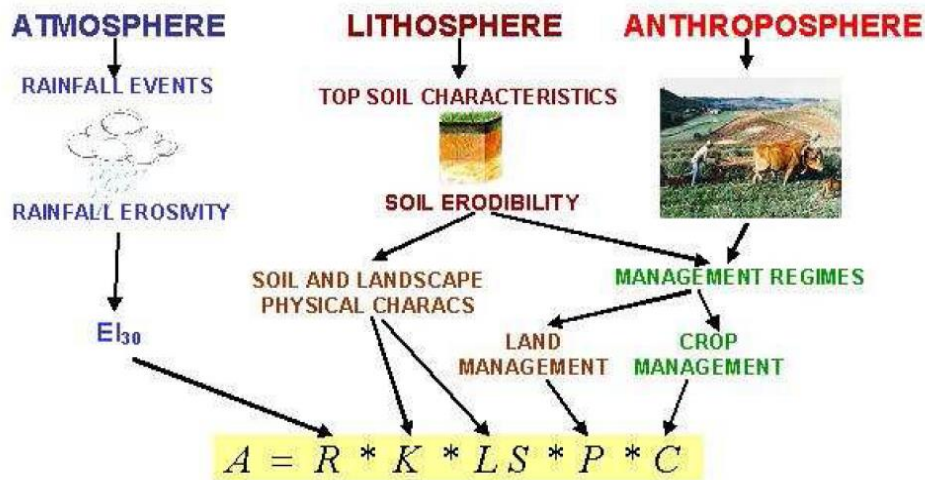 ATMOSPHERE
LITHOSPHERE
ANTHROPOSPHERE
RAINFALL EVENTS
TOP SOIL CHARACTERISTICS
RAINFALL EROSIVITY
SOIL ERODIBILITY
SOIL AND LANDSCAPE
PHYSICAL CHARACS
MANAGEMENT REGIMES
EI₃₀
LAND
MANAGEMENT
CROP
MANAGEMENT
A = R * K * L S * P * C